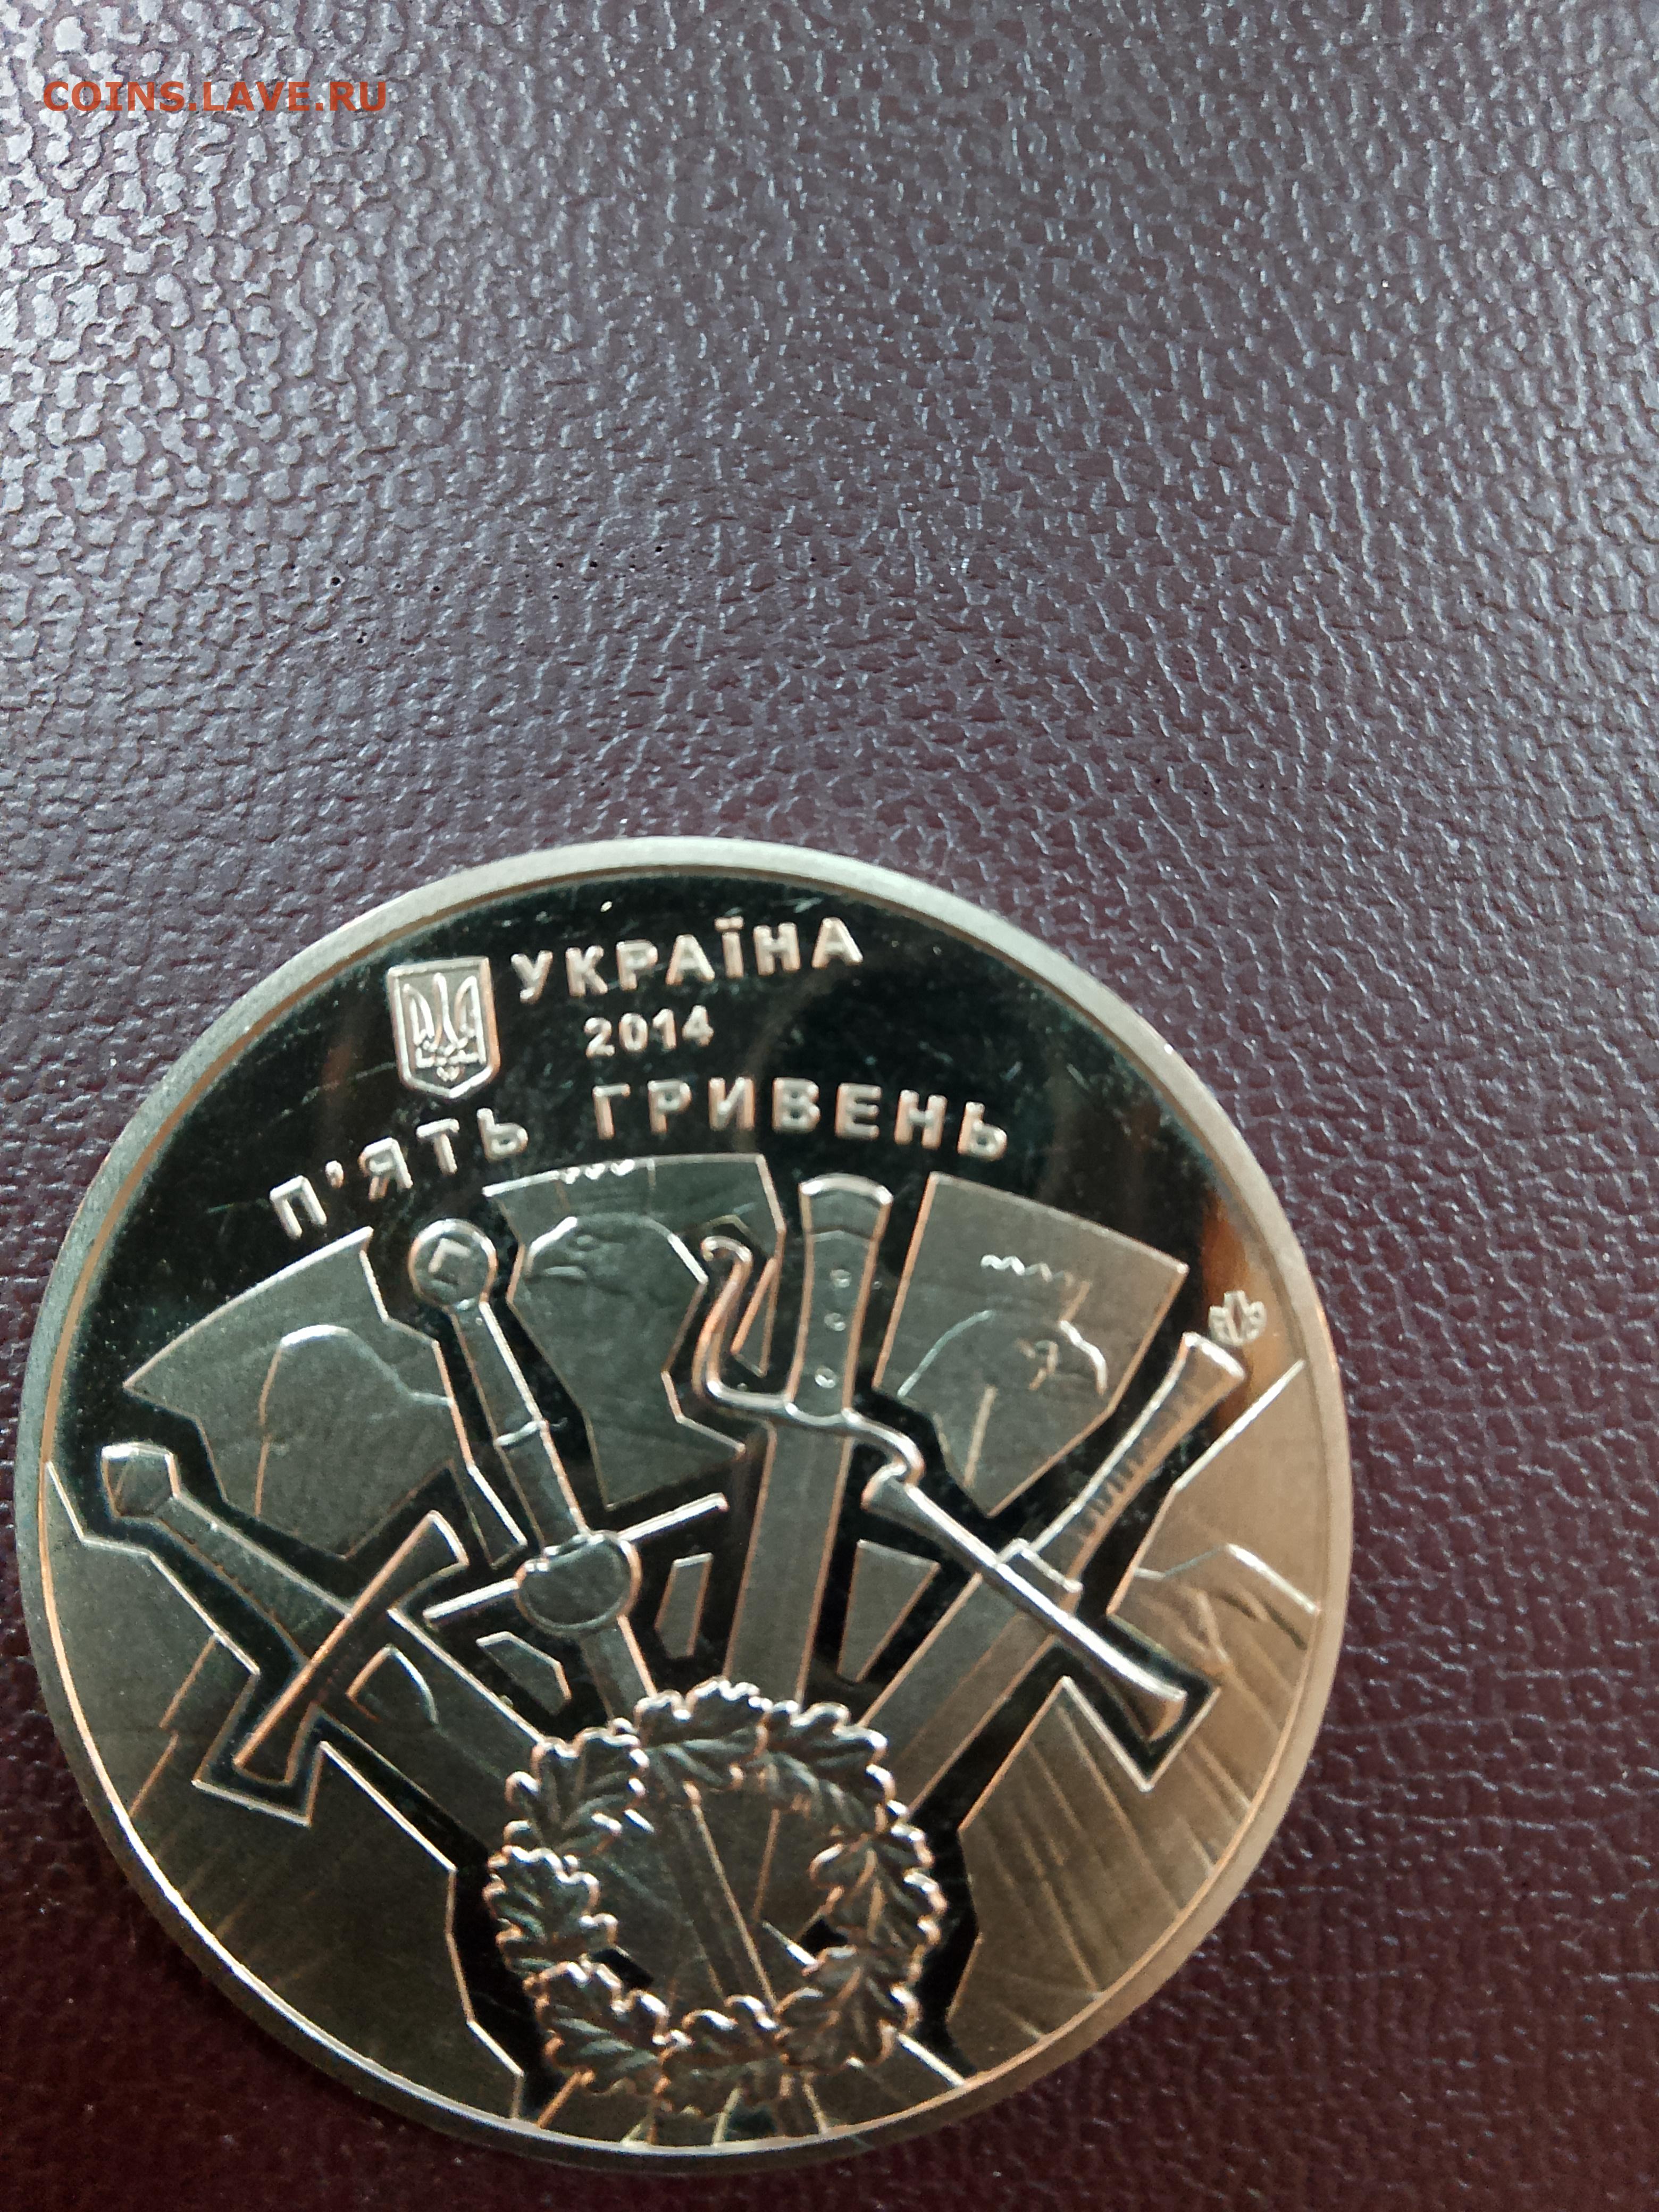 COINS.LAVE.RU
УКРАЇНА
2014
П'ЯТЬ ГРИВЕНЬ